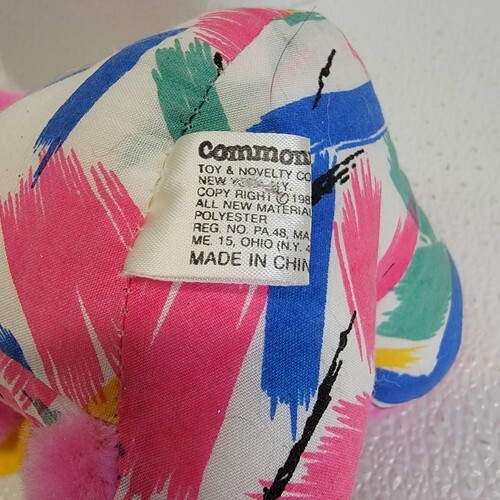 common
TOY & NOVELTY CO
NEW Y.
COPY RIGHT © 198
ALL NEW MATERIAL
POLYESTER
REG. NO. PA.48, MA
ME. 15, OHIO (N.Y. 4
MADE IN CHIN